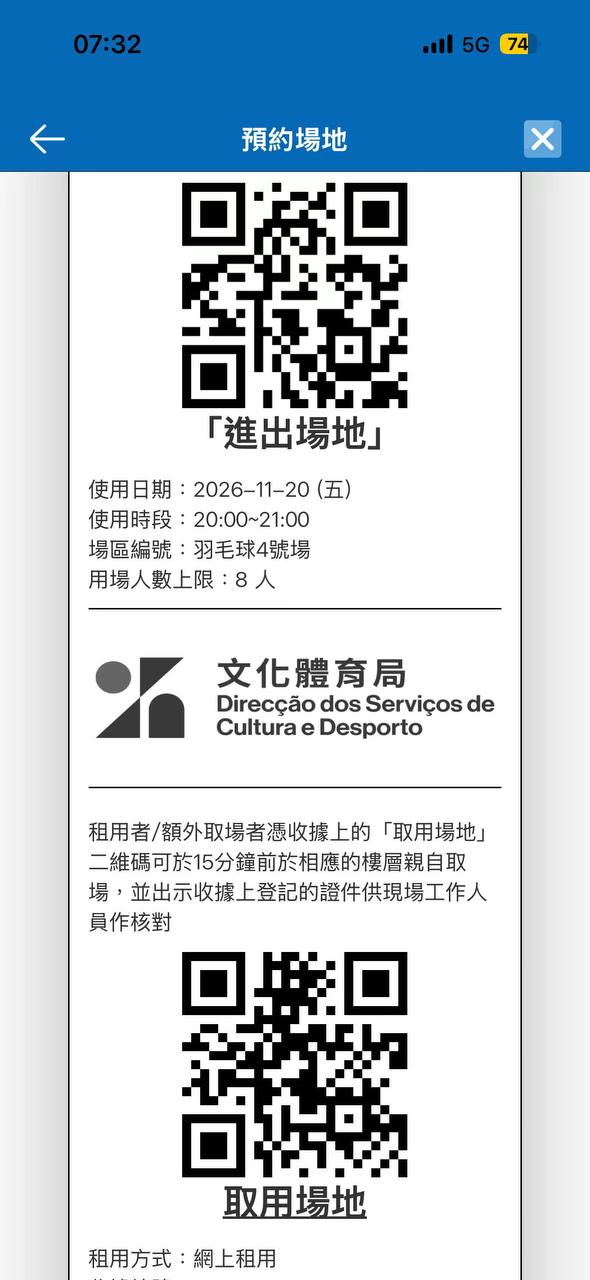 07:32
5G
74
預約場地
「進出場地」
使用日期：2026-11-20 (五)
使用時段：20:00~21:00
場區編號：羽毛球4號場
用場人數上限：8 人
文化體育局
Direcção dos Serviços de
Cultura e Desporto
租用者/額外取場者憑收據上的「取用場地」
二維碼可於15分鐘前於相應的樓層親自取
場，並出示收據上登記的證件供現場工作人
員作核對
取用場地
租用方式：網上租用